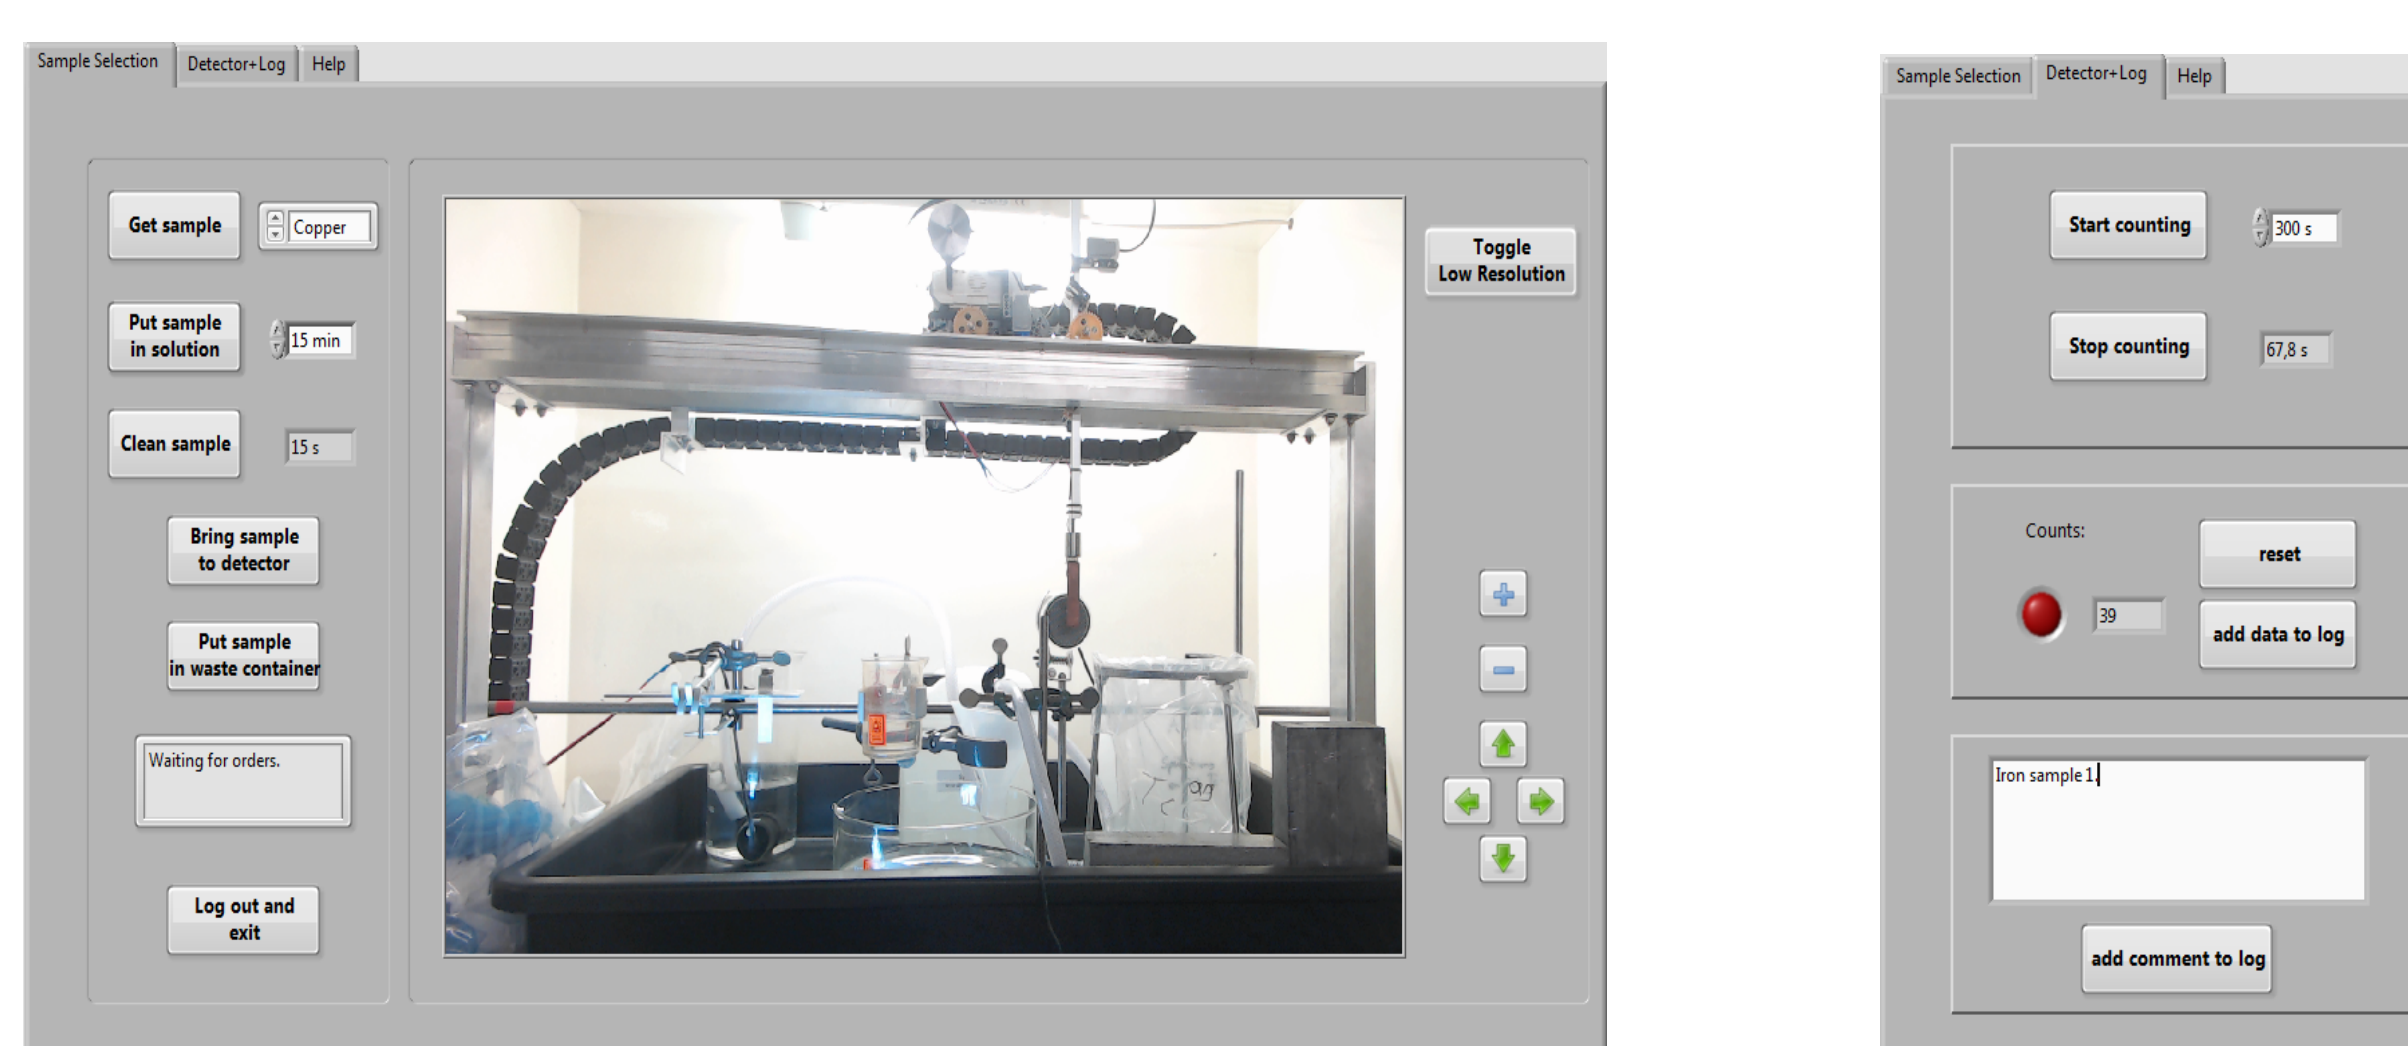 Sample Selection
Detector+Log
Help
Get sample
Copper
Put sample
in solution
15 min
Clean sample
15 s
Bring sample
to detector
Put sample
in waste container
Waiting for orders.
Log out and
exit
Toggle
Low Resolution
Sample Selection
Detector+Log
Help
Start counting
300 s
Stop counting
67,8 s
Counts:
39
reset
add data to log
Iron sample 1.
add comment to log